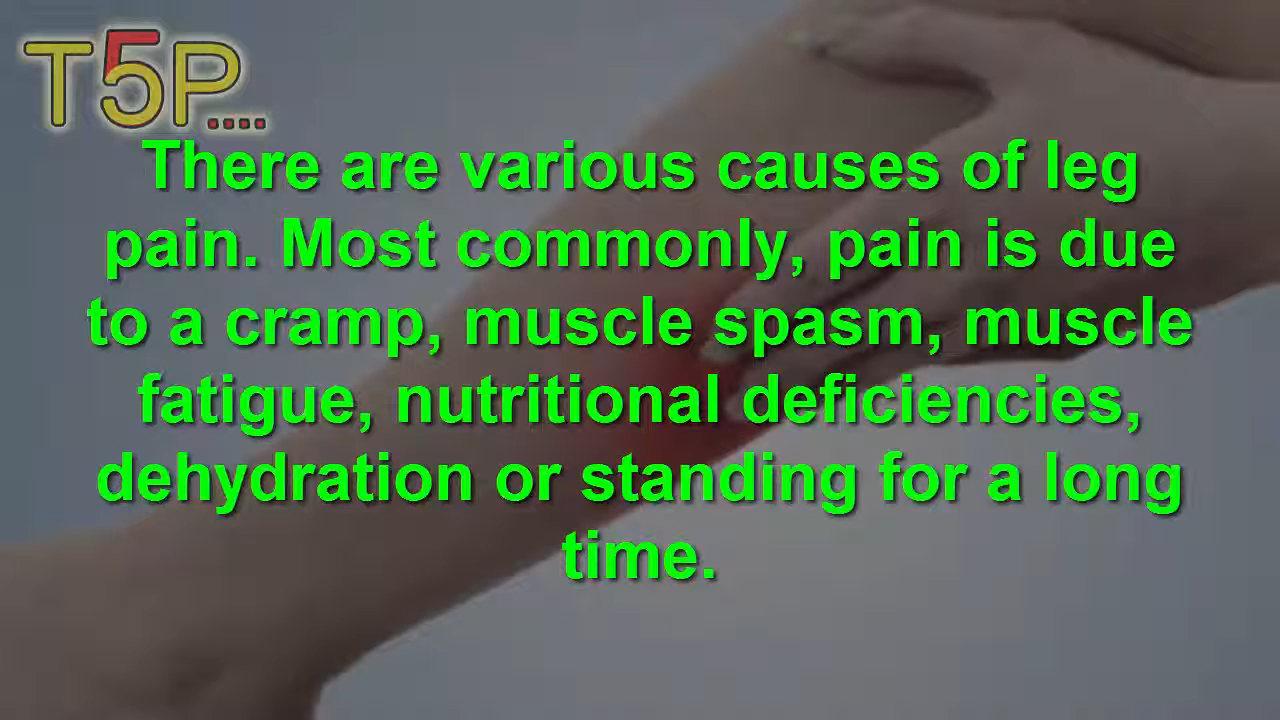 T5P....
There are various causes of leg
pain. Most commonly, pain is due
to a cramp, muscle spasm, muscle
fatigue, nutritional deficiencies,
dehydration or standing for a long
time.